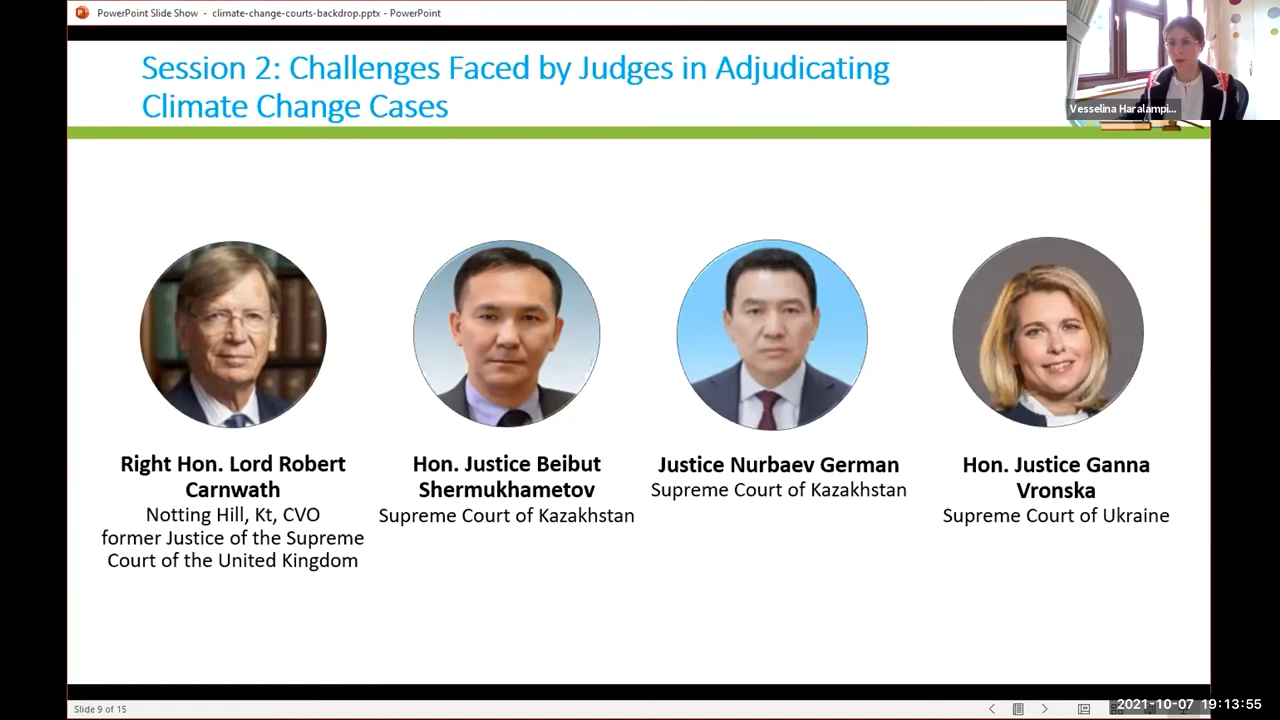 PowerPoint Slide Show - climate-change-courts-backdrop.pptx - PowerPoint
Session 2: Challenges Faced by Judges in Adjudicating
Climate Change Cases
Vesselina Haralampi...
Right Hon. Lord Robert
Carnwath
Notting Hill, Kt, CVO
former Justice of the Supreme
Court of the United Kingdom
Hon. Justice Beibut
Shermukhametov
Supreme Court of Kazakhstan
Justice Nurbaev German
Supreme Court of Kazakhstan
Hon. Justice Ganna
Vronska
Supreme Court of Ukraine
Slide 9 of 15
2021-10-07 19:13:55